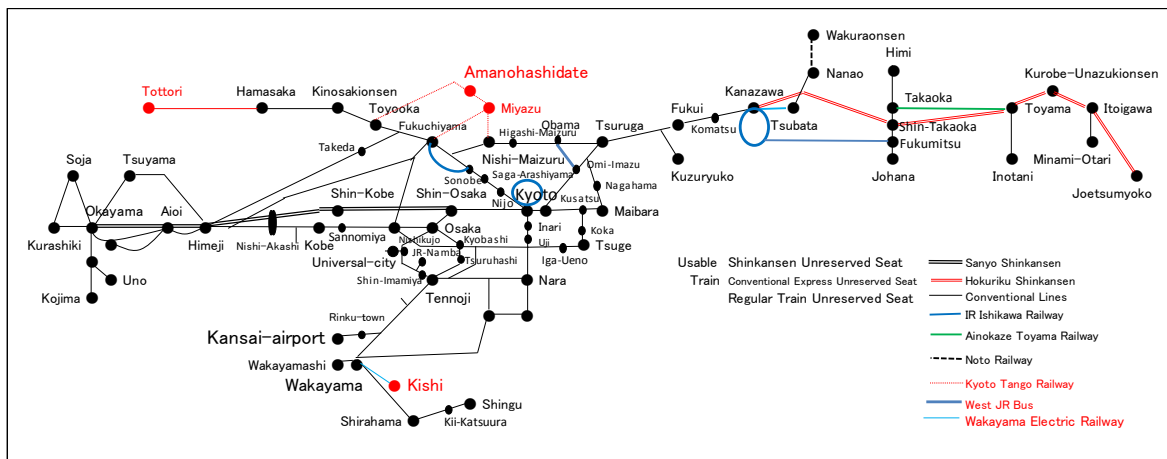 Wakuraonsen
Himi
Amanohashidate
Nanao
Kurobe-Unazukionsen
Tottori
Hamasaka
Kinosakionsen
Kanazawa
Takaoka
Toyooka
Miyazu
Toyama
Itoigawa
Fukui
Tsubata
Shin-Takaoka
Komatsu
Fukuchiyama
Higashi-Maizuru
Obama
Tsuruga
Fukumitsu
Takeda
Nishi-Maizuru
Omi-Imazu
Minami-Otari
Soja
Tsuyama
Saga-Arashiyama
Sonobe
Kuzuryuko
Johana
Inotani
Joetsumyoko
Nagahama
Shin-Kobe
Shin-Osaka
Kyoto
Kusatsu
Nijo
Maibara
Okayama
Aioi
Inari
Kurashiki
Himeji
Nishi-Akashi
Kobe
Sannomiya
Osaka
Nishikujo
Kyobashi
Uji
Koka
Tsuge
Universal-city
JR-Namba
Tsuruhashi
Iga-Ueno
Shin-Imamiya
Tennoji
Nara
Uno
Kojima
Rinku-town
Kansai-airport
Wakayamashi
Wakayama
Kishi
Shirahama
Kii-Katsuura
Shingu
Usable Shinkansen Unreserved Seat
Train Conventional Express Unreserved Seat
Regular Train Unreserved Seat
Sanyo Shinkansen
Hokuriku Shinkansen
Conventional Lines
IR Ishikawa Railway
Ainokaze Toyama Railway
Noto Railway
Kyoto Tango Railway
West JR Bus
Wakayama Electric Railway